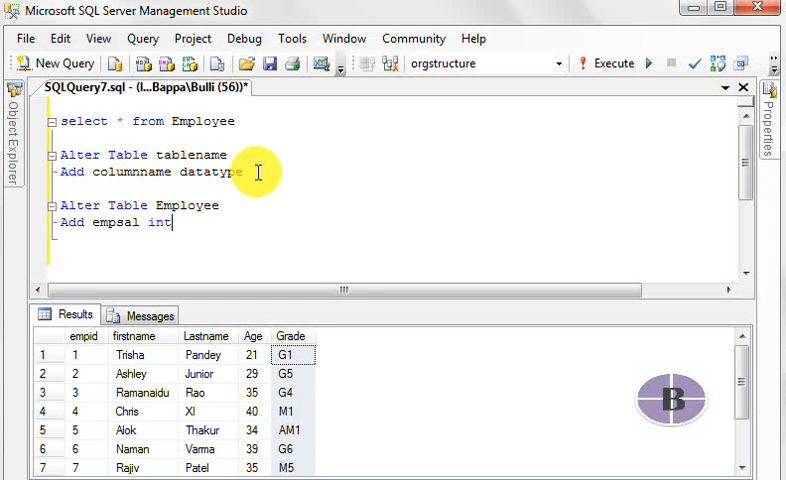 Microsoft SQL Server Management Studio
File Edit View Query Project Debug Tools Window Community Help
New Query orgstructure Execute
SQLQuery7.sql - (l...Bappa\Bulli (56))*
Object Explorer
Properties
select * from Employee
Alter Table tablename
Add columnname datatype
Alter Table Employee
Add empsal int
Results Messages
empid firstname Lastname Age Grade
1 1 Trisha Pandey 21 G1
2 2 Ashley Junior 29 G5
3 3 Ramanaidu Rao 35 G4
4 4 Chris XI 40 M1
5 5 Alok Thakur 34 AM1
6 6 Naman Varma 39 G6
7 7 Rajiv Patel 35 M5
B